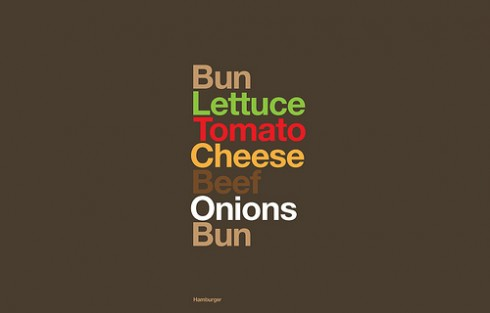 Bun
Lettuce
Tomato
Cheese
Beef
Onions
Bun
Hamburger